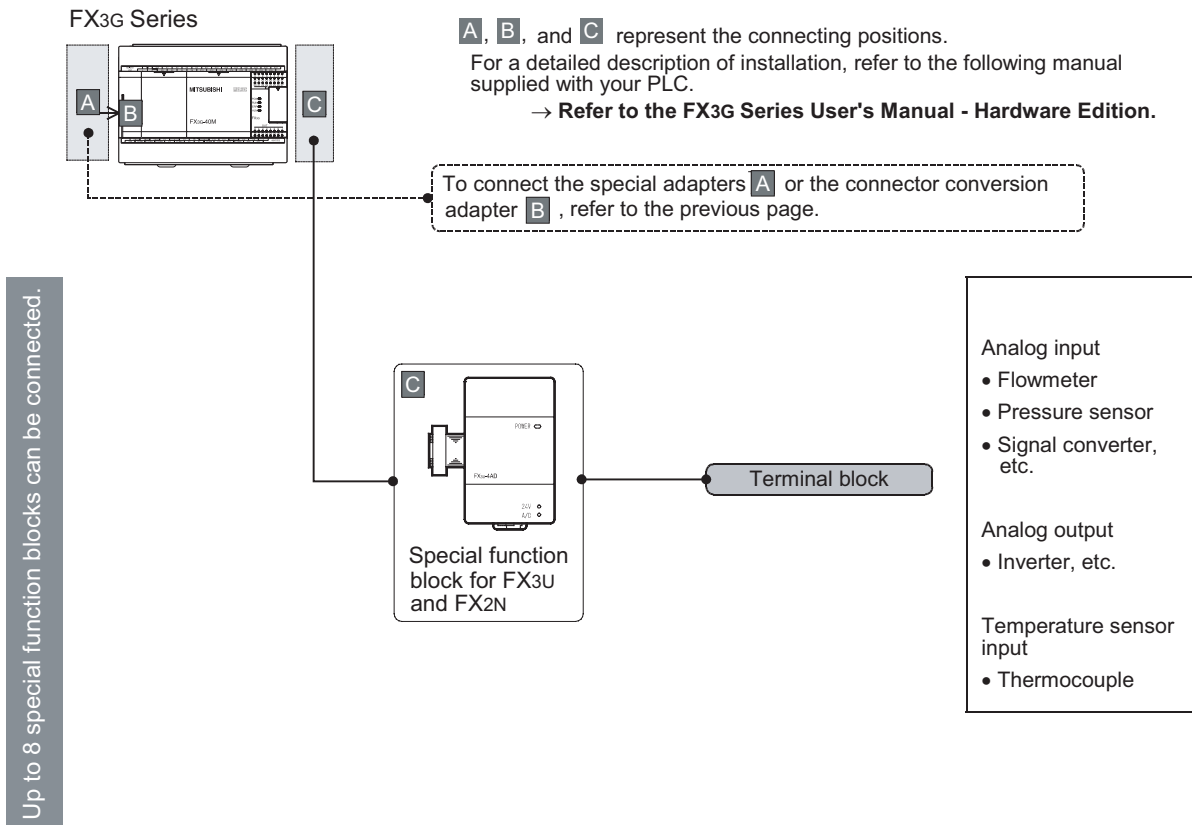 FX3G Series
A, B, and C represent the connecting positions.
For a detailed description of installation, refer to the following manual
supplied with your PLC.
→ Refer to the FX3G Series User's Manual - Hardware Edition.
A
B
C
MITSUBISHI
FX3G-40M
To connect the special adapters A or the connector conversion
adapter B , refer to the previous page.
Up to 8 special function blocks can be connected.
C
POWER
FX3U-4AD
24V
A/D
Special function
block for FX3U
and FX2N
Terminal block
Analog input
• Flowmeter
• Pressure sensor
• Signal converter,
etc.
Analog output
• Inverter, etc.
Temperature sensor
input
• Thermocouple